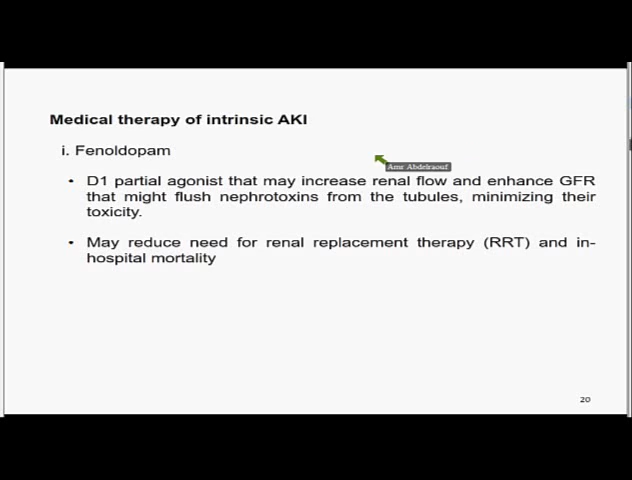 Medical therapy of intrinsic AKI
i. Fenoldopam
Amr Abdelraouf
• D1 partial agonist that may increase renal flow and enhance GFR
that might flush nephrotoxins from the tubules, minimizing their
toxicity.
• May reduce need for renal replacement therapy (RRT) and in-
hospital mortality
20